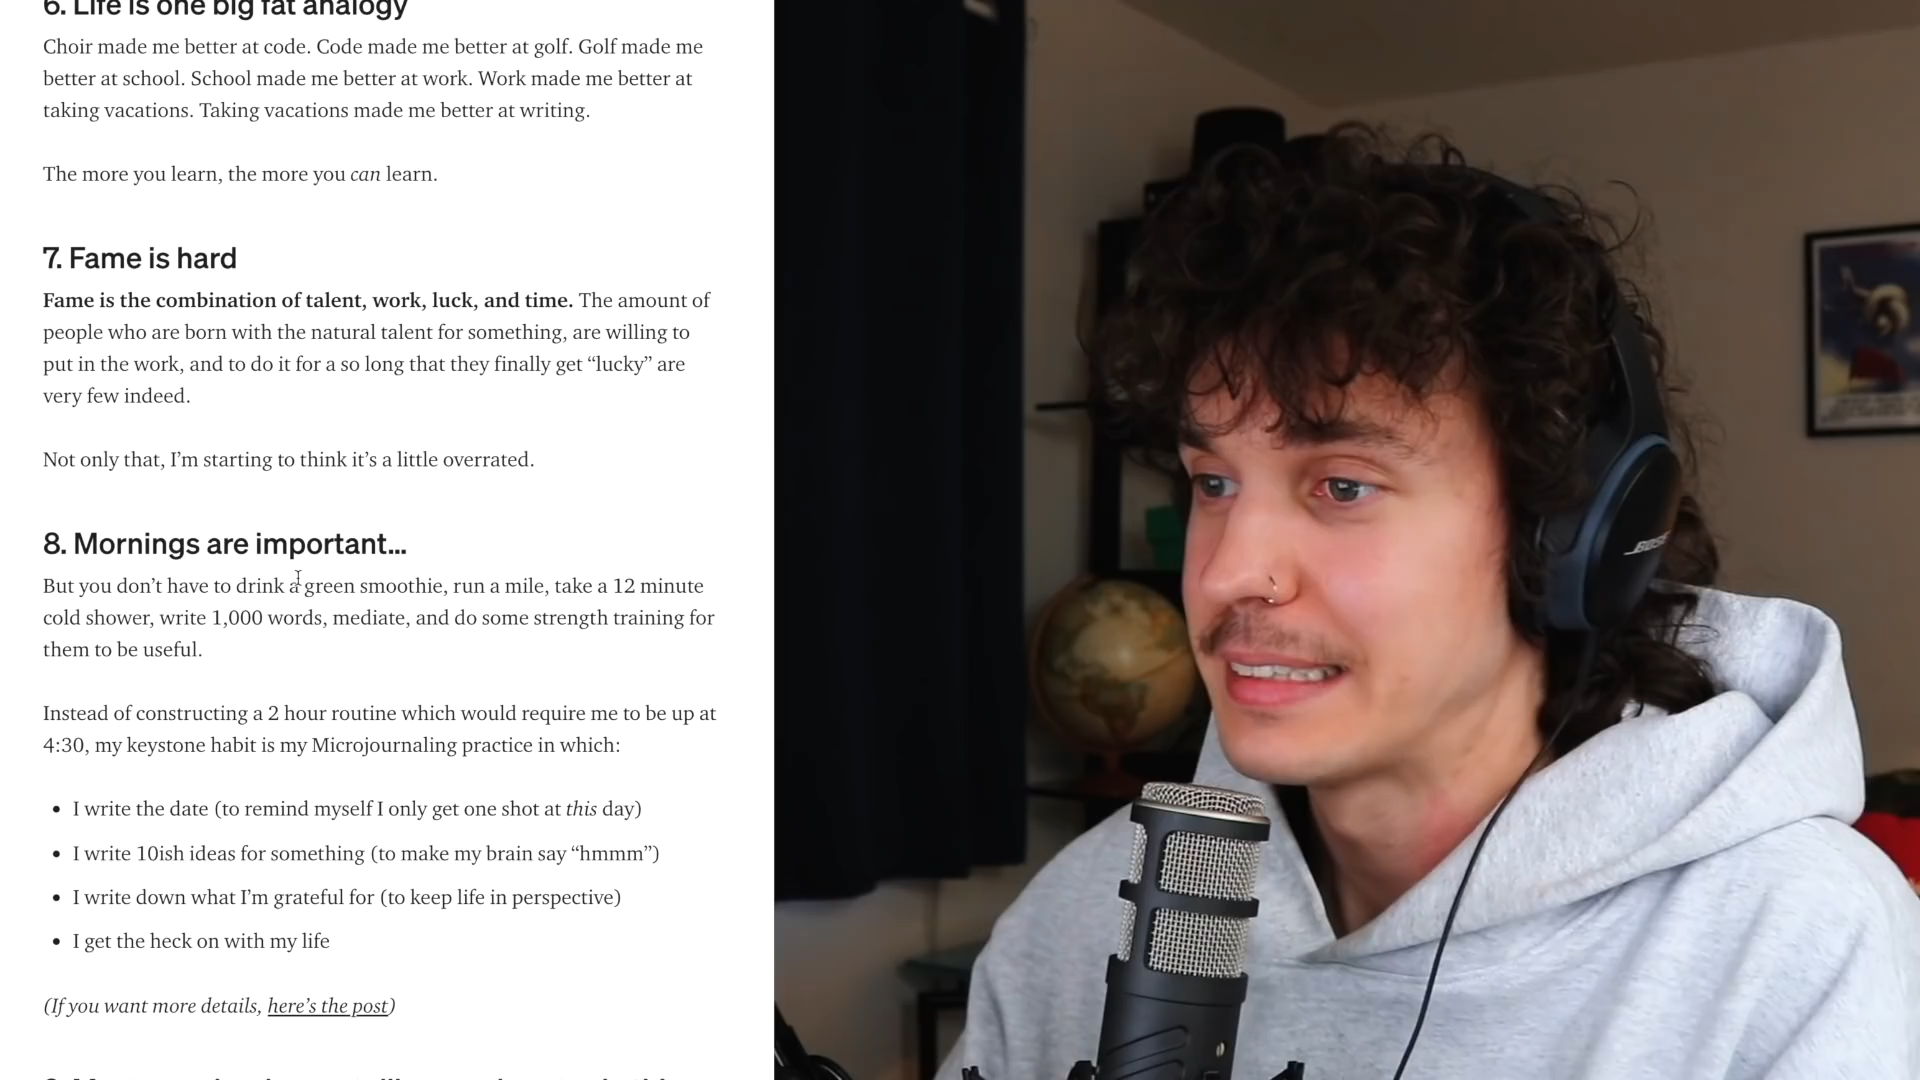 6. Life is one big fat analogy
Choir made me better at code. Code made me better at golf. Golf made me
better at school. School made me better at work. Work made me better at
taking vacations. Taking vacations made me better at writing.
The more you learn, the more you can learn.
7. Fame is hard
Fame is the combination of talent, work, luck, and time. The amount of
people who are born with the natural talent for something, are willing to
put in the work, and to do it for a so long that they finally get “lucky” are
very few indeed.
Not only that, I’m starting to think it’s a little overrated.
8. Mornings are important...
But you don’t have to drink a green smoothie, run a mile, take a 12 minute
cold shower, write 1,000 words, mediate, and do some strength training for
them to be useful.
Instead of constructing a 2 hour routine which would require me to be up at
4:30, my keystone habit is my Microjournaling practice in which:
• I write the date (to remind myself I only get one shot at this day)
• I write 10ish ideas for something (to make my brain say “hmmm”)
• I write down what I’m grateful for (to keep life in perspective)
• I get the heck on with my life
(If you want more details, here’s the post)
BOSE